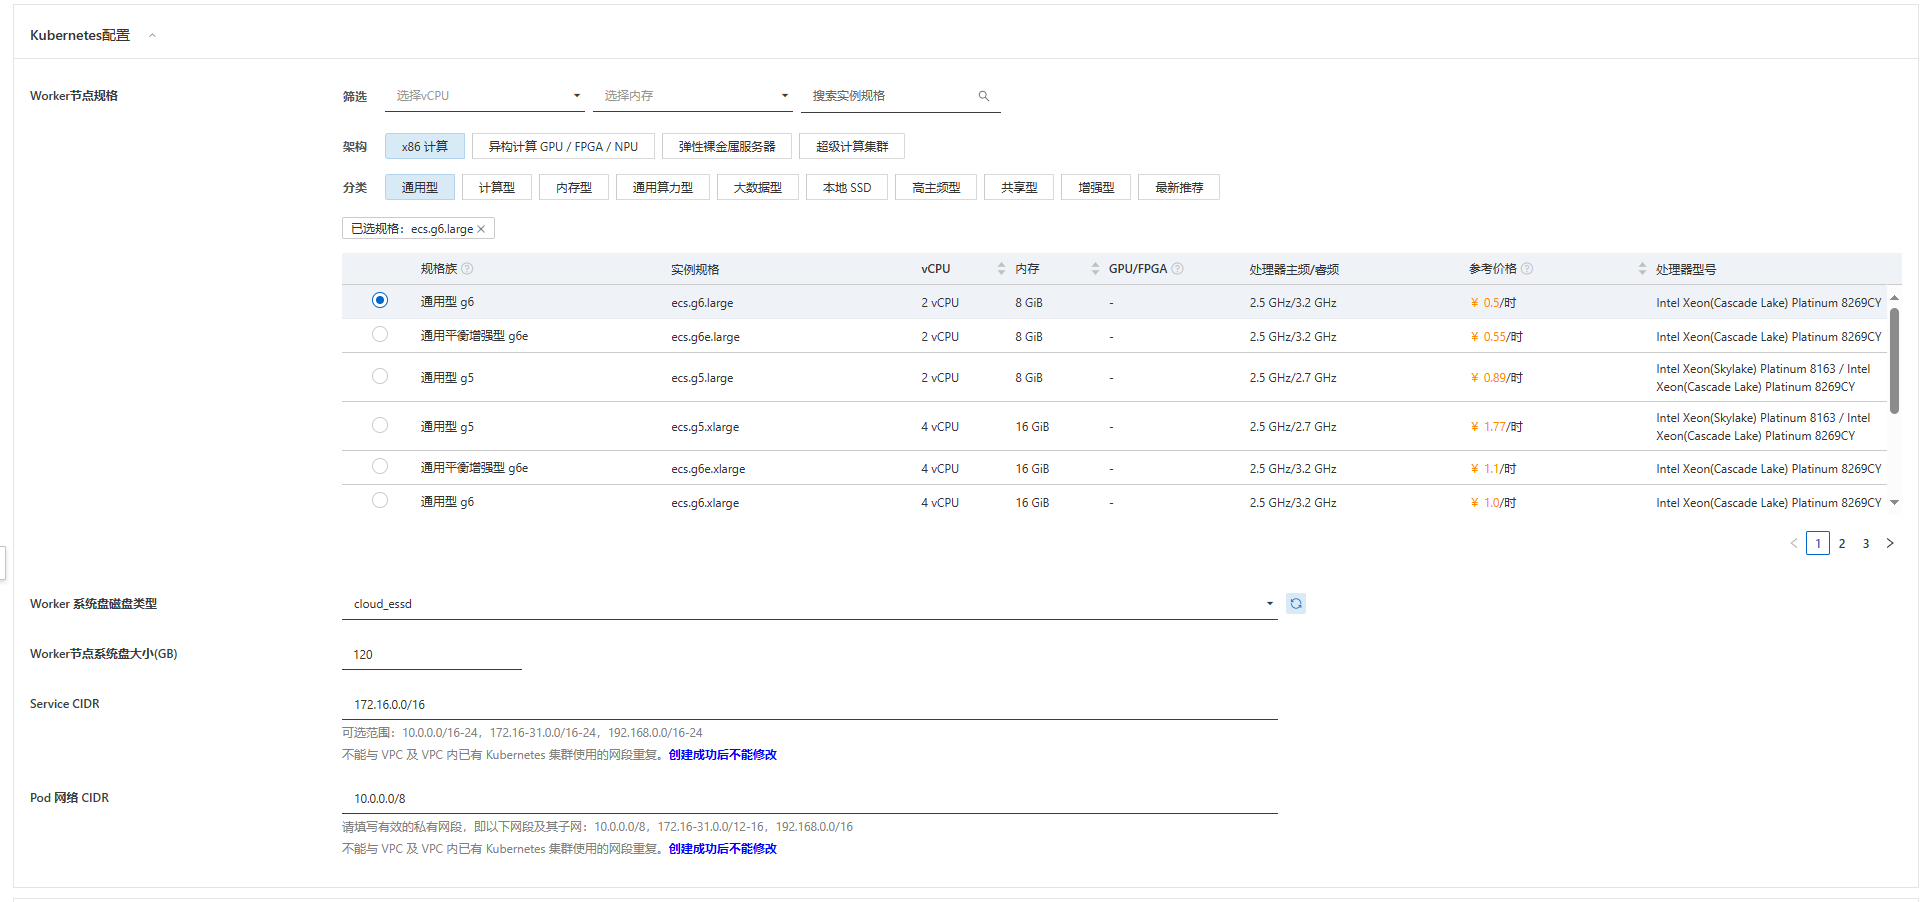 Kubernetes配置
Worker节点规格
筛选 选择vCPU 选择内存 搜索实例规格
架构 x86 计算 异构计算 GPU / FPGA / NPU 弹性裸金属服务器 超级计算集群
分类 通用型 计算型 内存型 通用算力型 大数据型 本地 SSD 高主频型 共享型 增强型 最新推荐
已选规格：ecs.g6.large
规格族 实例规格 vCPU 内存 GPU/FPGA 处理器主频/睿频 参考价格 处理器型号
通用型 g6 ecs.g6.large 2 vCPU 8 GiB - 2.5 GHz/3.2 GHz ¥ 0.5/时 Intel Xeon(Cascade Lake) Platinum 8269CY
通用平衡增强型 g6e ecs.g6e.large 2 vCPU 8 GiB - 2.5 GHz/3.2 GHz ¥ 0.55/时 Intel Xeon(Cascade Lake) Platinum 8269CY
通用型 g5 ecs.g5.large 2 vCPU 8 GiB - 2.5 GHz/2.7 GHz ¥ 0.89/时 Intel Xeon(Skylake) Platinum 8163 / Intel
Xeon(Cascade Lake) Platinum 8269CY
通用型 g5 ecs.g5.xlarge 4 vCPU 16 GiB - 2.5 GHz/2.7 GHz ¥ 1.77/时 Intel Xeon(Skylake) Platinum 8163 / Intel
Xeon(Cascade Lake) Platinum 8269CY
通用平衡增强型 g6e ecs.g6e.xlarge 4 vCPU 16 GiB - 2.5 GHz/3.2 GHz ¥ 1.1/时 Intel Xeon(Cascade Lake) Platinum 8269CY
通用型 g6 ecs.g6.xlarge 4 vCPU 16 GiB - 2.5 GHz/3.2 GHz ¥ 1.0/时 Intel Xeon(Cascade Lake) Platinum 8269CY
1 2 3
Worker 系统盘磁盘类型 cloud_essd
Worker节点系统盘大小(GB) 120
Service CIDR 172.16.0.0/16
可选范围：10.0.0.0/16-24，172.16-31.0.0/16-24，192.168.0.0/16-24
不能与 VPC 及 VPC 内已有 Kubernetes 集群使用的网段重复。创建成功后不能修改
Pod 网络 CIDR 10.0.0.0/8
请填写有效的私有网段，即以下网段及其子网：10.0.0.0/8，172.16-31.0.0/12-16，192.168.0.0/16
不能与 VPC 及 VPC 内已有 Kubernetes 集群使用的网段重复。创建成功后不能修改